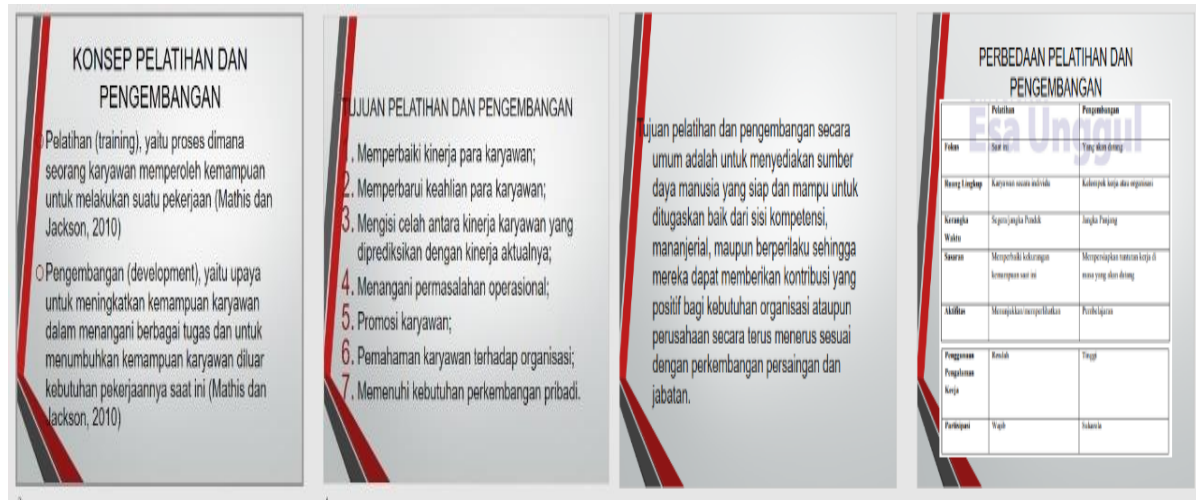 KONSEP PELATIHAN DAN
PENGEMBANGAN
Pelatihan (training), yaitu proses dimana
seorang karyawan memperoleh kemampuan
untuk melakukan suatu pekerjaan (Mathis dan
Jackson, 2010)
Pengembangan (development), yaitu upaya
untuk meningkatkan kemampuan karyawan
dalam menangani berbagai tugas dan untuk
menumbuhkan kemampuan karyawan diluar
kebutuhan pekerjaannya saat ini (Mathis dan
Jackson, 2010)
TUJUAN PELATIHAN DAN PENGEMBANGAN
1. Memperbaiki kinerja para karyawan;
2. Memperbarui keahlian para karyawan;
3. Mengisi celah antara kinerja karyawan yang
diprediksikan dengan kinerja aktualnya;
4. Menangani permasalahan operasional;
5. Promosi karyawan;
6. Pemahaman karyawan terhadap organisasi;
7. Memenuhi kebutuhan perkembangan pribadi.
Tujuan pelatihan dan pengembangan secara
umum adalah untuk menyediakan sumber
daya manusia yang siap dan mampu untuk
ditugaskan baik dari sisi kompetensi,
mananjerial, maupun berperilaku sehingga
mereka dapat memberikan kontribusi yang
positif bagi kebutuhan organisasi ataupun
perusahaan secara terus menerus sesuai
dengan perkembangan persaingan dan
jabatan.
PERBEDAAN PELATIHAN DAN
PENGEMBANGAN
Esa Unggul
Pelatihan Pengembangan
Fokus Saat ini Yang akan datang
Ruang Lingkup Karyawan secara individu Kelompok kerja atau organisasi
Kerangka Segera/jangka Pendek Jangka Panjang
Waktu
Sasaran Memperbaiki kekurangan Mempersiapkan tuntutan kerja di
kemampuan saat ini masa yang akan datang
Aktifitas Menunjukkan/memperlihatkan Pembelajaran
Penggunaan Rendah Tinggi
Pengalaman
Kerja
Partisipasi Wajib Sukarela